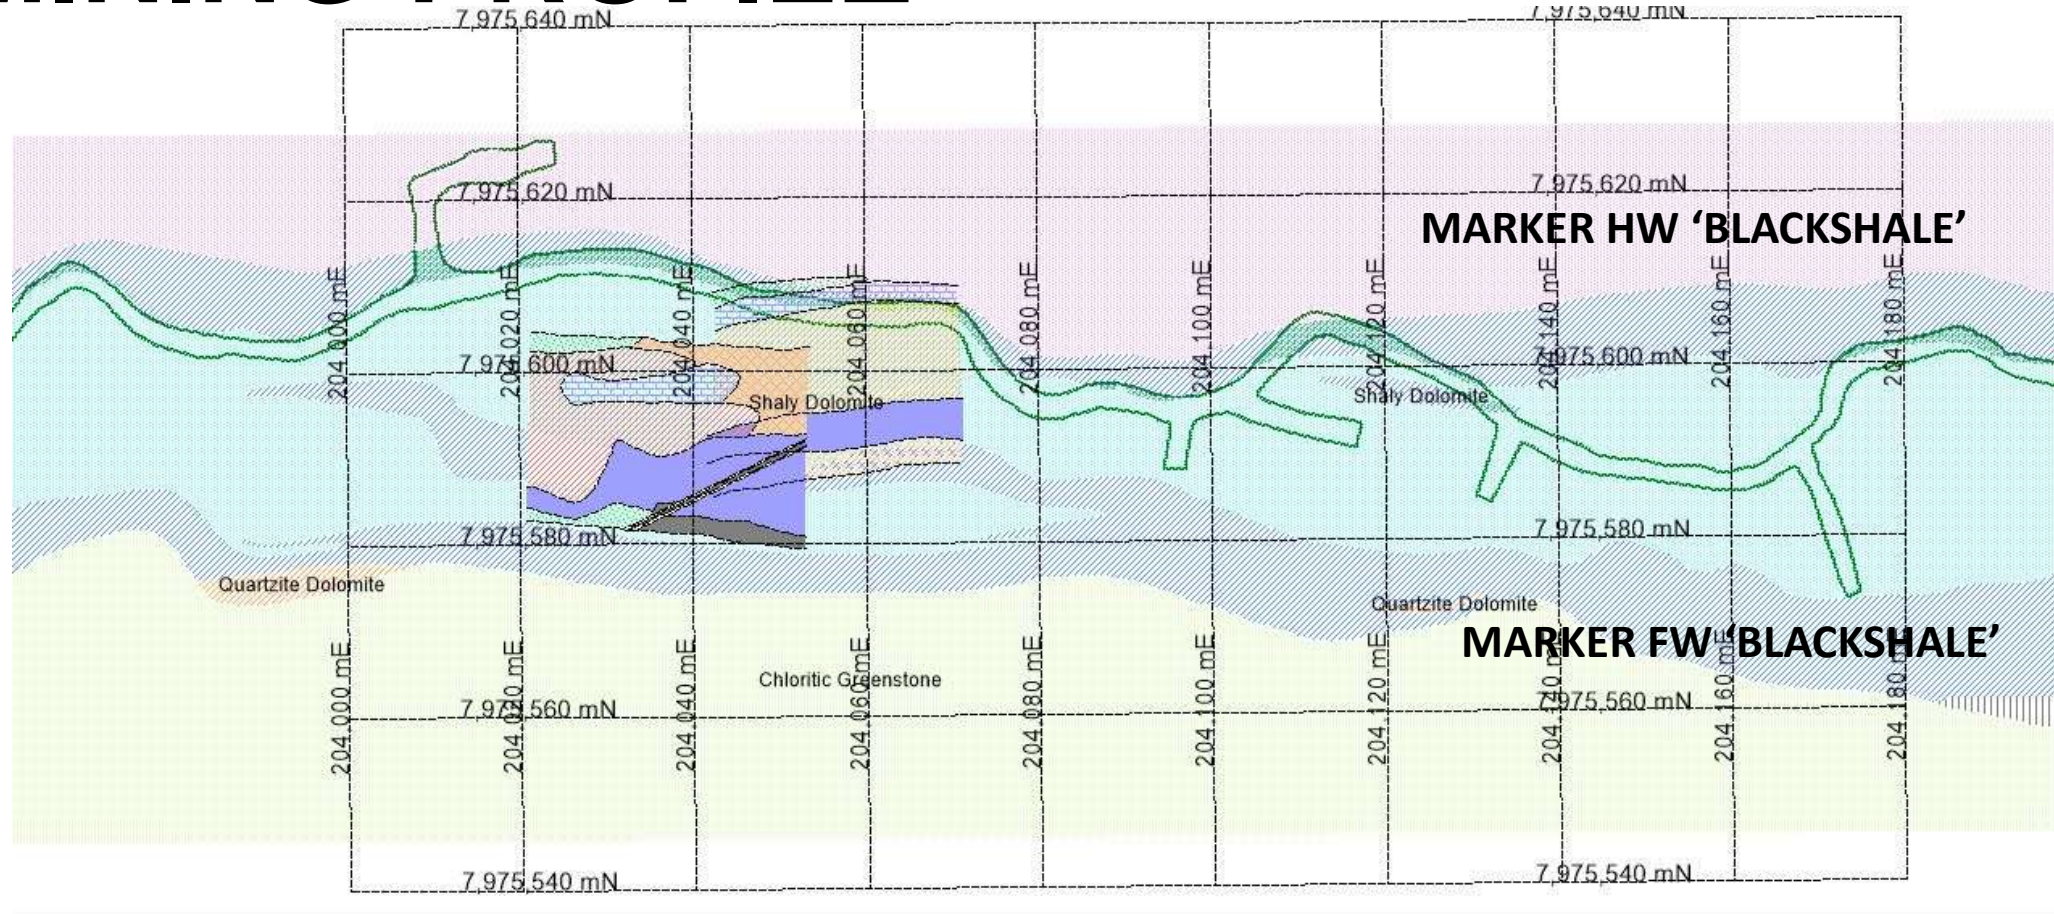 MINING PROFILE
7,975,640 mN 7,975,640 mN
7,975,620 mN 7,975,620 mN
MARKER HW ‘BLACKSHALE’
204,000 mE 204,020 mE 204,040 mE 204,060 mE 204,080 mE 204,100 mE 204,120 mE 204,140 mE 204,160 mE 204,180 mE
7,975,600 mN 7,975,600 mN
Shaly Dolomite Shaly Dolomite
7,975,580 mN 7,975,580 mN
Quartzite Dolomite Quartzite Dolomite
MARKER FW ‘BLACKSHALE’
Chloritic Greenstone
204,000 mE 204,020 mE 204,040 mE 204,060 mE 204,080 mE 204,100 mE 204,120 mE 204,140 mE 204,160 mE 204,180 mE
7,975,560 mN 7,975,560 mN
7,975,540 mN 7,975,540 mN